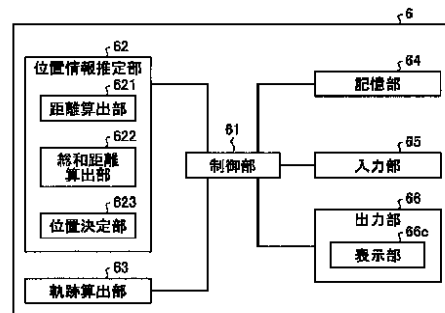 6
62
位置情報推定部
621
距離算出部
622
総和距離
算出部
623
位置決定部
63
軌跡算出部
61
制御部
64
記憶部
65
入力部
66
出力部
66c
表示部